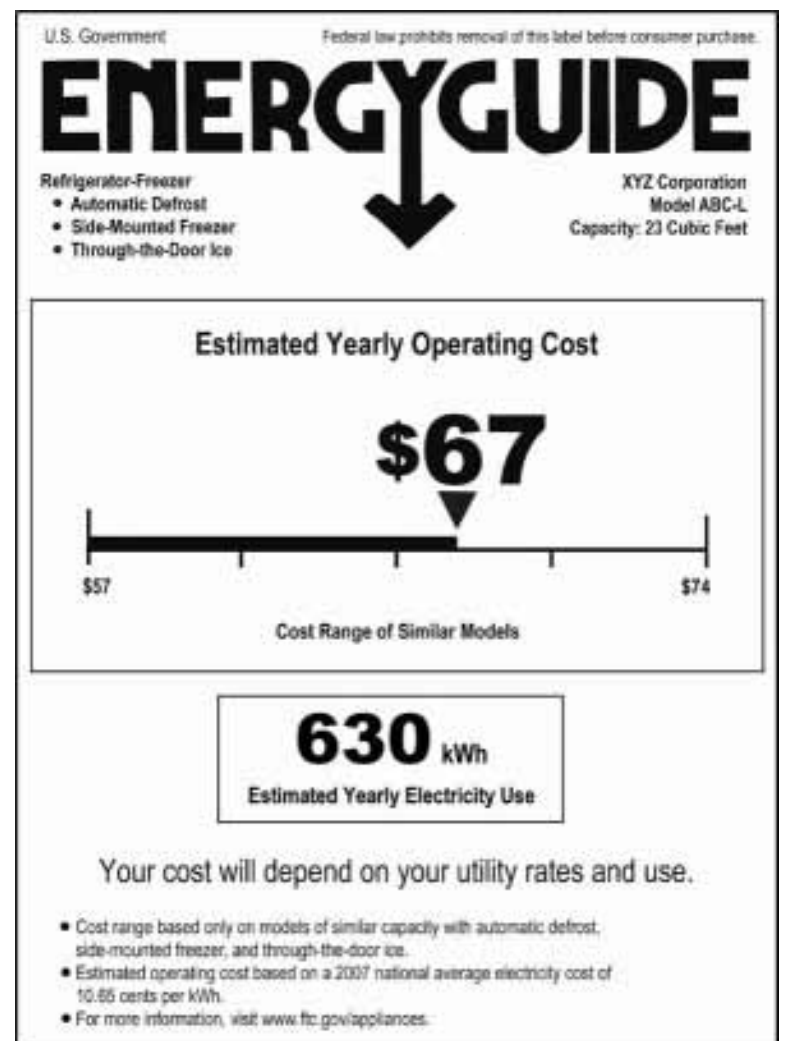 U.S. Government
Federal law prohibits removal of this label before consumer purchase.
ENERGYGUIDE
Refrigerator-Freezer
• Automatic Defrost
• Side-Mounted Freezer
• Through-the-Door Ice
XYZ Corporation
Model ABC-L
Capacity: 23 Cubic Feet
Estimated Yearly Operating Cost
$67
$57
$74
Cost Range of Similar Models
630 kWh
Estimated Yearly Electricity Use
Your cost will depend on your utility rates and use.
• Cost range based only on models of similar capacity with automatic defrost,
side-mounted freezer, and through-the-door ice.
• Estimated operating cost based on a 2007 national average electricity cost of
10.65 cents per kWh.
• For more information, visit www.ftc.gov/appliances.